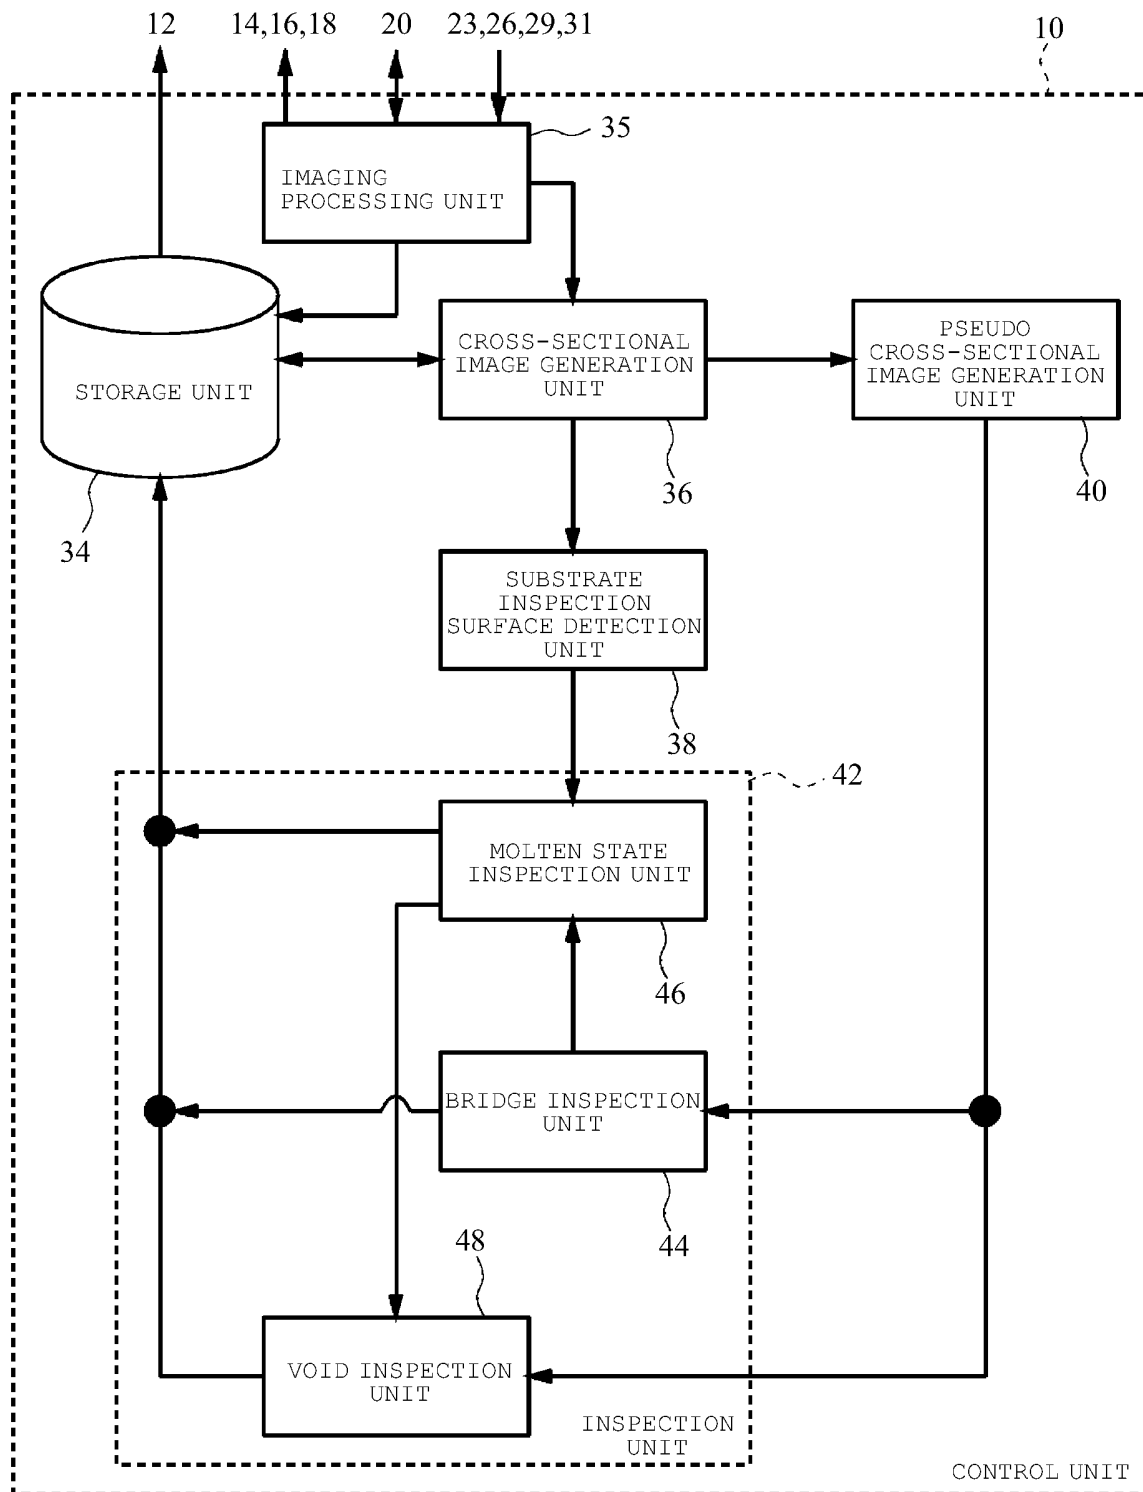 12
14,16,18
20
23,26,29,31
10
35
IMAGING
PROCESSING UNIT
STORAGE UNIT
34
CROSS-SECTIONAL
IMAGE GENERATION
UNIT
36
PSEUDO
CROSS-SECTIONAL
IMAGE GENERATION
UNIT
40
SUBSTRATE
INSPECTION
SURFACE DETECTION
UNIT
38
42
MOLTEN STATE
INSPECTION UNIT
46
BRIDGE INSPECTION
UNIT
44
48
VOID INSPECTION
UNIT
INSPECTION
UNIT
CONTROL UNIT